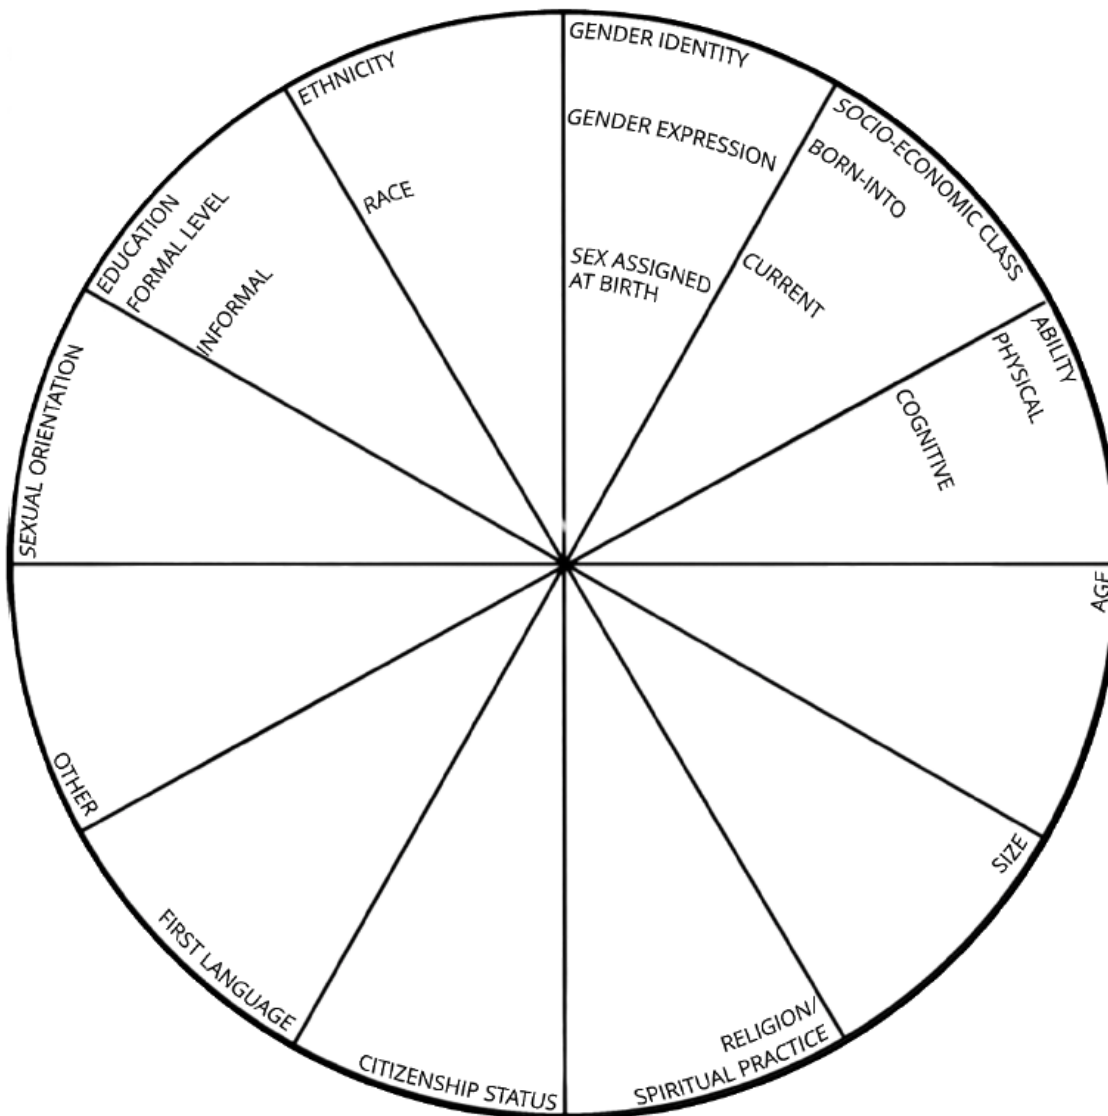 GENDER IDENTITY
GENDER EXPRESSION
SEX ASSIGNED
AT BIRTH
SOCIO-ECONOMIC CLASS
BORN-INTO
CURRENT
ABILITY
PHYSICAL
COGNITIVE
AGE
SIZE
RELIGION/
SPIRITUAL PRACTICE
CITIZENSHIP STATUS
FIRST LANGUAGE
OTHER
SEXUAL ORIENTATION
EDUCATION
FORMAL LEVEL
INFORMAL
ETHNICITY
RACE